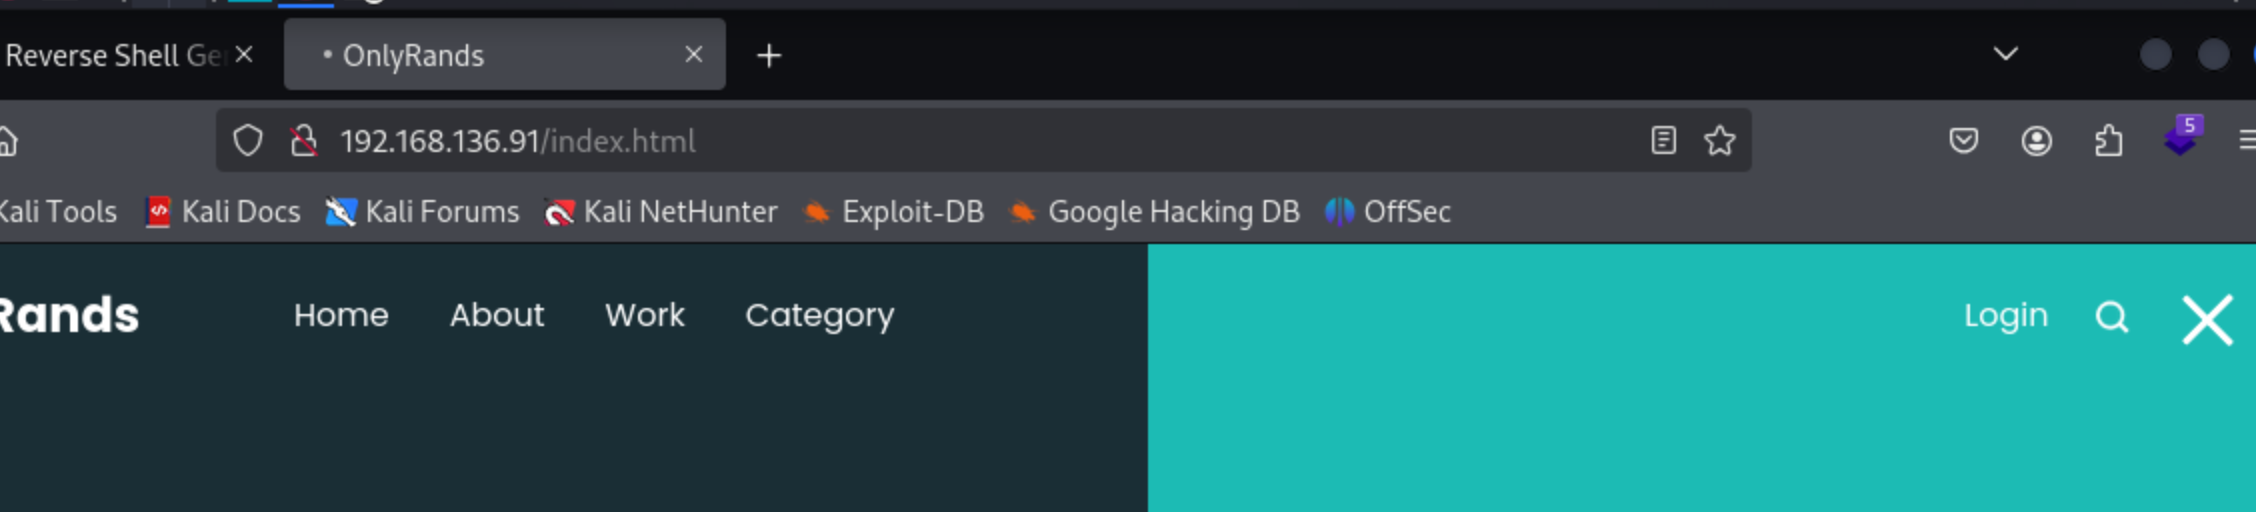 Reverse Shell Ge
OnlyRands
192.168.136.91/index.html
5
Kali Tools Kali Docs Kali Forums Kali NetHunter Exploit-DB Google Hacking DB OffSec
Rands Home About Work Category Login